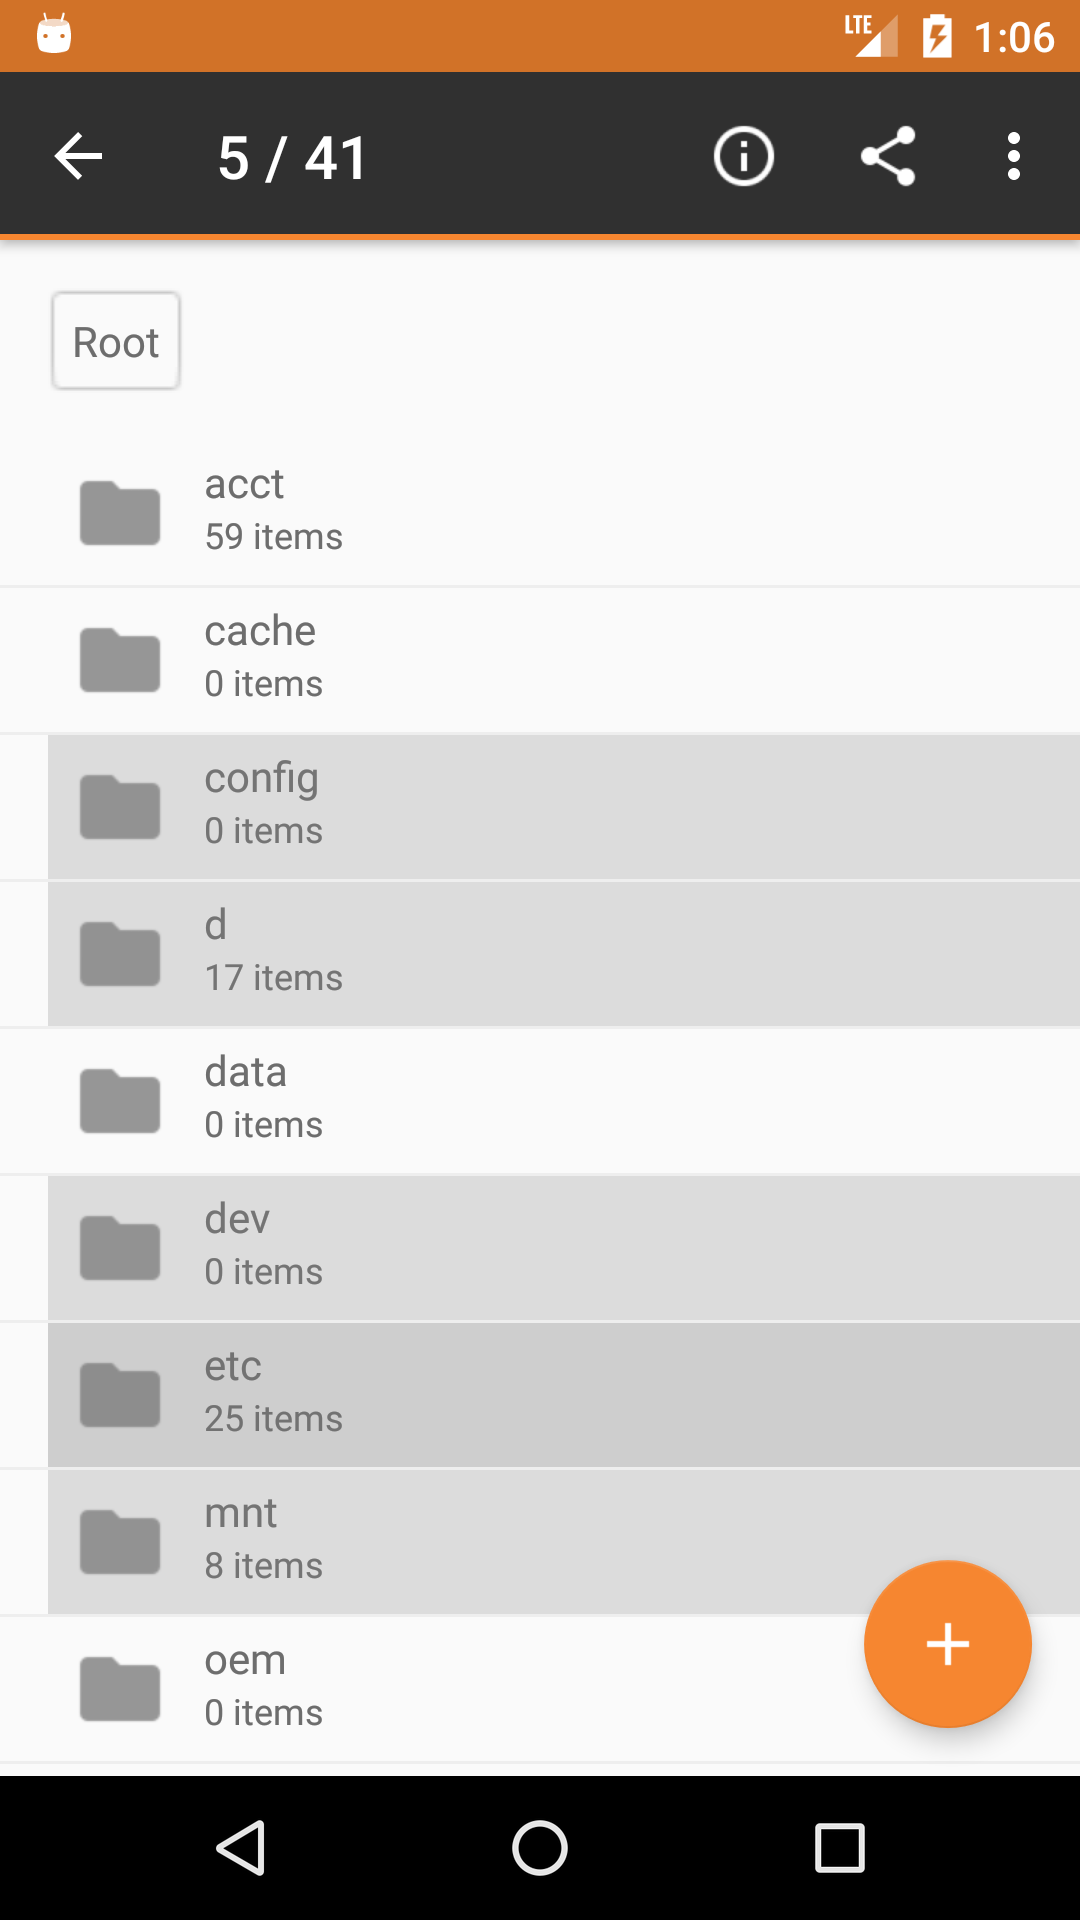 LTE 1:06
5 / 41
Root
acct
59 items
cache
0 items
config
0 items
d
17 items
data
0 items
dev
0 items
etc
25 items
mnt
8 items
oem
0 items